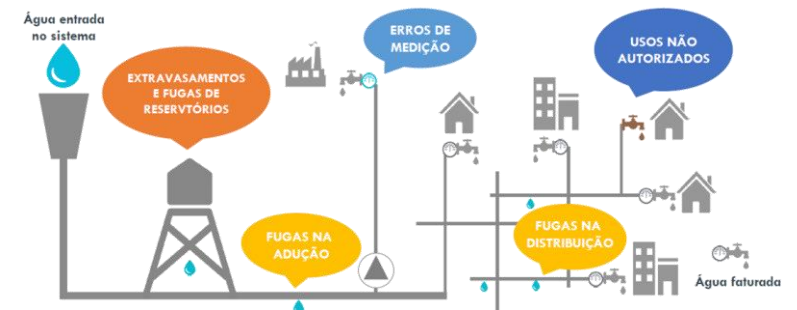 Água entrada
no sistema
EXTRAVASAMENTOS
E FUGAS DE
RESERVTÓRIOS
ERROS DE
MEDIÇÃO
USOS NÃO
AUTORIZADOS
FUGAS NA
ADUÇÃO
FUGAS NA
DISTRIBUIÇÃO
Água faturada